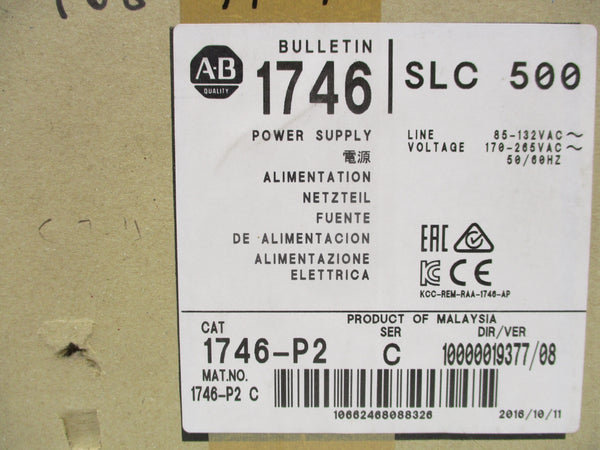 A·B
QUALITY
BULLETIN
1746
SLC 500
POWER SUPPLY
電源
ALIMENTATION
NETZTEIL
FUENTE
DE ALIMENTACION
ALIMENTAZIONE
ELETTRICA
LINE 85-132VAC~
VOLTAGE 170-265VAC~
50/60HZ
EAC
CE
KCC-REM-RAA-1746-AP
PRODUCT OF MALAYSIA
CAT SER DIR/VER
1746-P2 C 10000019377/08
MAT.NO.
1746-P2 C
10662468088326 2016/10/11